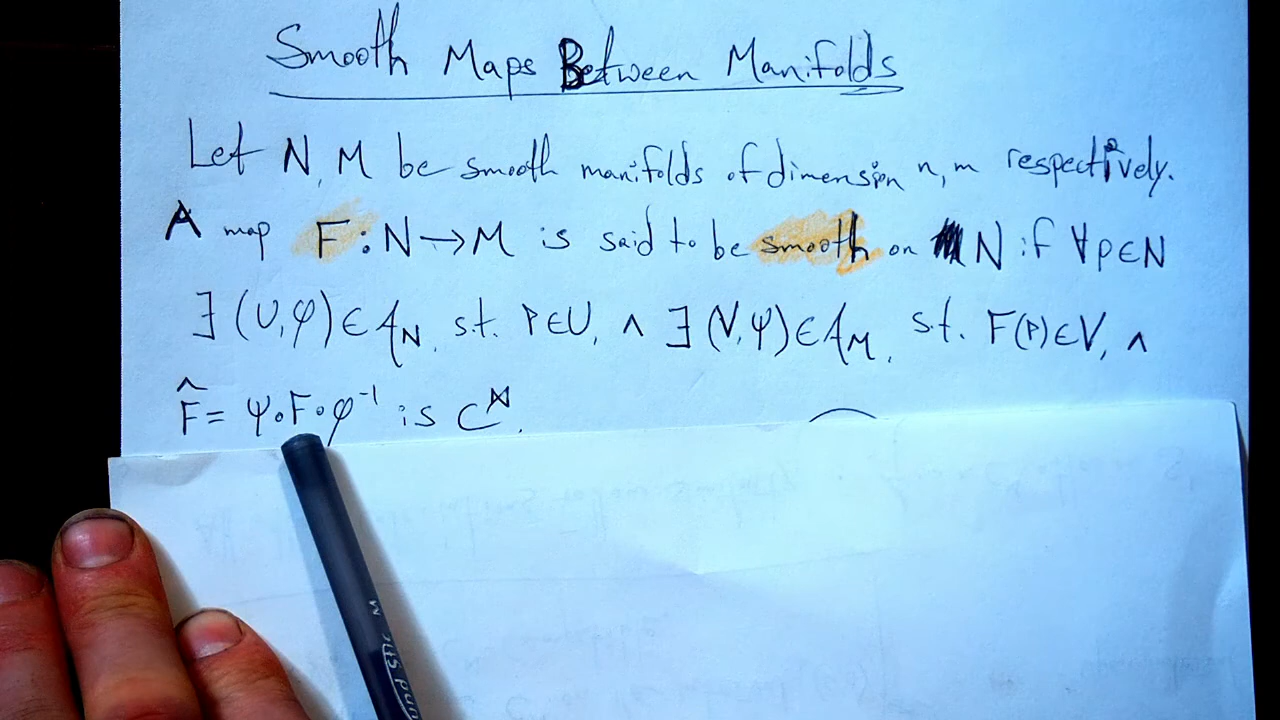 Smooth Maps Between Manifolds
Let N, M be smooth manifolds of dimension n, m respectively.
A map F : N → M is said to be smooth on N if ∀p∈N
∃ (U, φ) ∈ A_N s.t. p∈U, ∧ ∃ (V, ψ) ∈ A_M, s.t. F(p)∈V, ∧
F̂ = ψ∘F∘φ⁻¹ is C^∞.